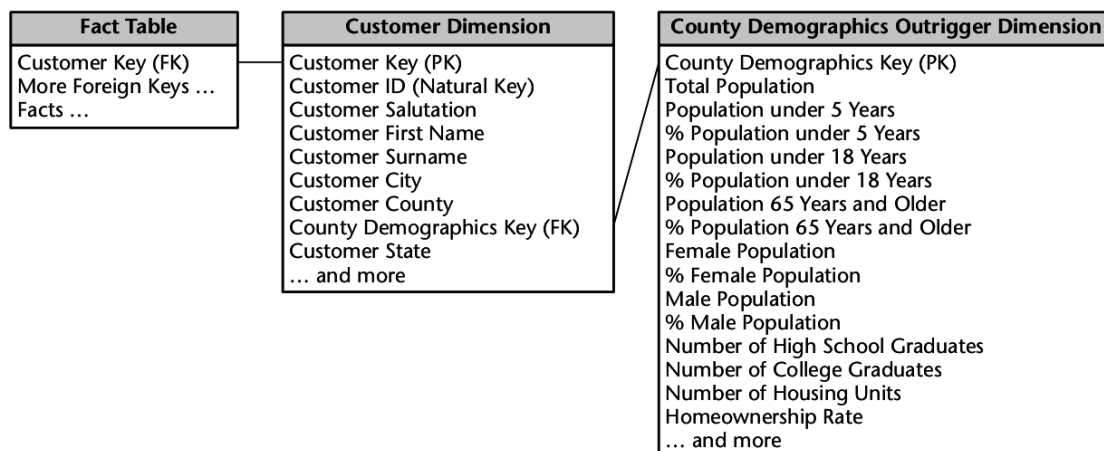 Fact Table
Customer Key (FK)
More Foreign Keys …
Facts …
Customer Dimension
Customer Key (PK)
Customer ID (Natural Key)
Customer Salutation
Customer First Name
Customer Surname
Customer City
Customer County
County Demographics Key (FK)
Customer State
… and more
County Demographics Outrigger Dimension
County Demographics Key (PK)
Total Population
Population under 5 Years
% Population under 5 Years
Population under 18 Years
% Population under 18 Years
Population 65 Years and Older
% Population 65 Years and Older
Female Population
% Female Population
Male Population
% Male Population
Number of High School Graduates
Number of College Graduates
Number of Housing Units
Homeownership Rate
… and more